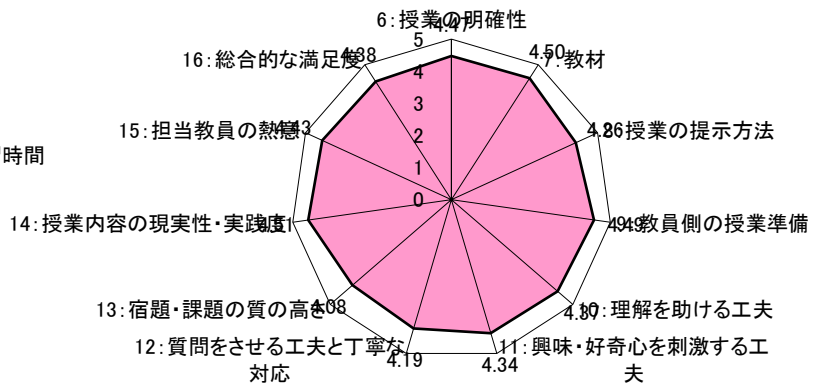 6:授業の明確性
4.47
7:教材
4.50
8:授業の提示方法
4.26
9:教員側の授業準備
4.49
10:理解を助ける工夫
4.37
11:興味・好奇心を刺激する工
夫
4.34
12:質問をさせる工夫と丁寧な
対応
4.19
13:宿題・課題の質の高さ
4.08
14:授業内容の現実性・実践度
4.51
15:担当教員の熱意
4.43
16:総合的な満足度
4.38
5
4
3
2
1
0
時間